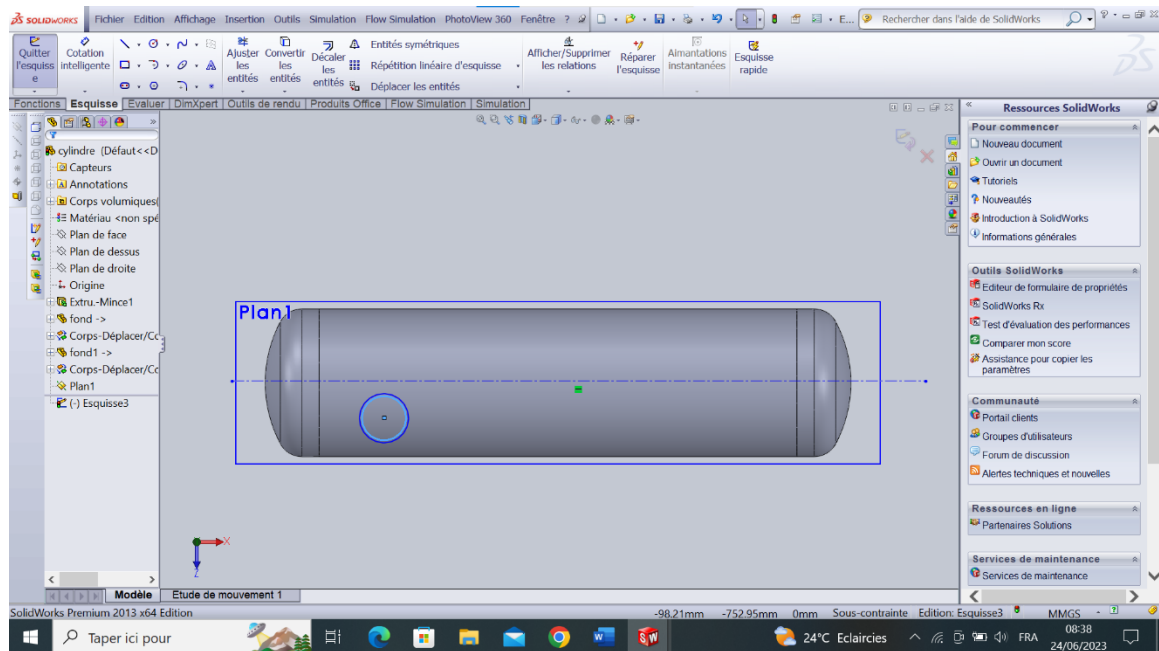 SOLIDWORKS Fichier Edition Affichage Insertion Outils Simulation Flow Simulation PhotoView 360 Fenêtre ? E... Rechercher dans l'aide de SolidWorks
Quitter l'esquisse
Cotation intelligente
Ajuster les entités
Convertir les entités
Décaler les entités
Entités symétriques
Répétition linéaire d'esquisse
Déplacer les entités
Afficher/Supprimer les relations
Réparer l'esquisse
Aimantations instantanées
Esquisse rapide
Fonctions Esquisse Evaluer DimXpert Outils de rendu Produits Office Flow Simulation Simulation
cylindre (Défaut<<D
Capteurs
Annotations
Corps volumiques(
Matériau <non spé
Plan de face
Plan de dessus
Plan de droite
Origine
Extru.-Mince1
fond ->
Corps-Déplacer/Cc
fond1 ->
Corps-Déplacer/Cc
Plan1
(-) Esquisse3
Plan1
X
Z
Ressources SolidWorks
Pour commencer
Nouveau document
Ouvrir un document
Tutoriels
Nouveautés
Introduction à SolidWorks
Informations générales
Outils SolidWorks
Editeur de formulaire de propriétés
SolidWorks Rx
Test d'évaluation des performances
Comparer mon score
Assistance pour copier les
paramètres
Communauté
Portail clients
Groupes d'utilisateurs
Forum de discussion
Alertes techniques et nouvelles
Ressources en ligne
Partenaires Solutions
Services de maintenance
Services de maintenance
Modèle Etude de mouvement 1
SolidWorks Premium 2013 x64 Edition -98.21mm -752.95mm 0mm Sous-contrainte Edition: Esquisse3 MMGS
Taper ici pour 24°C Eclaircies FRA 08:38
24/06/2023